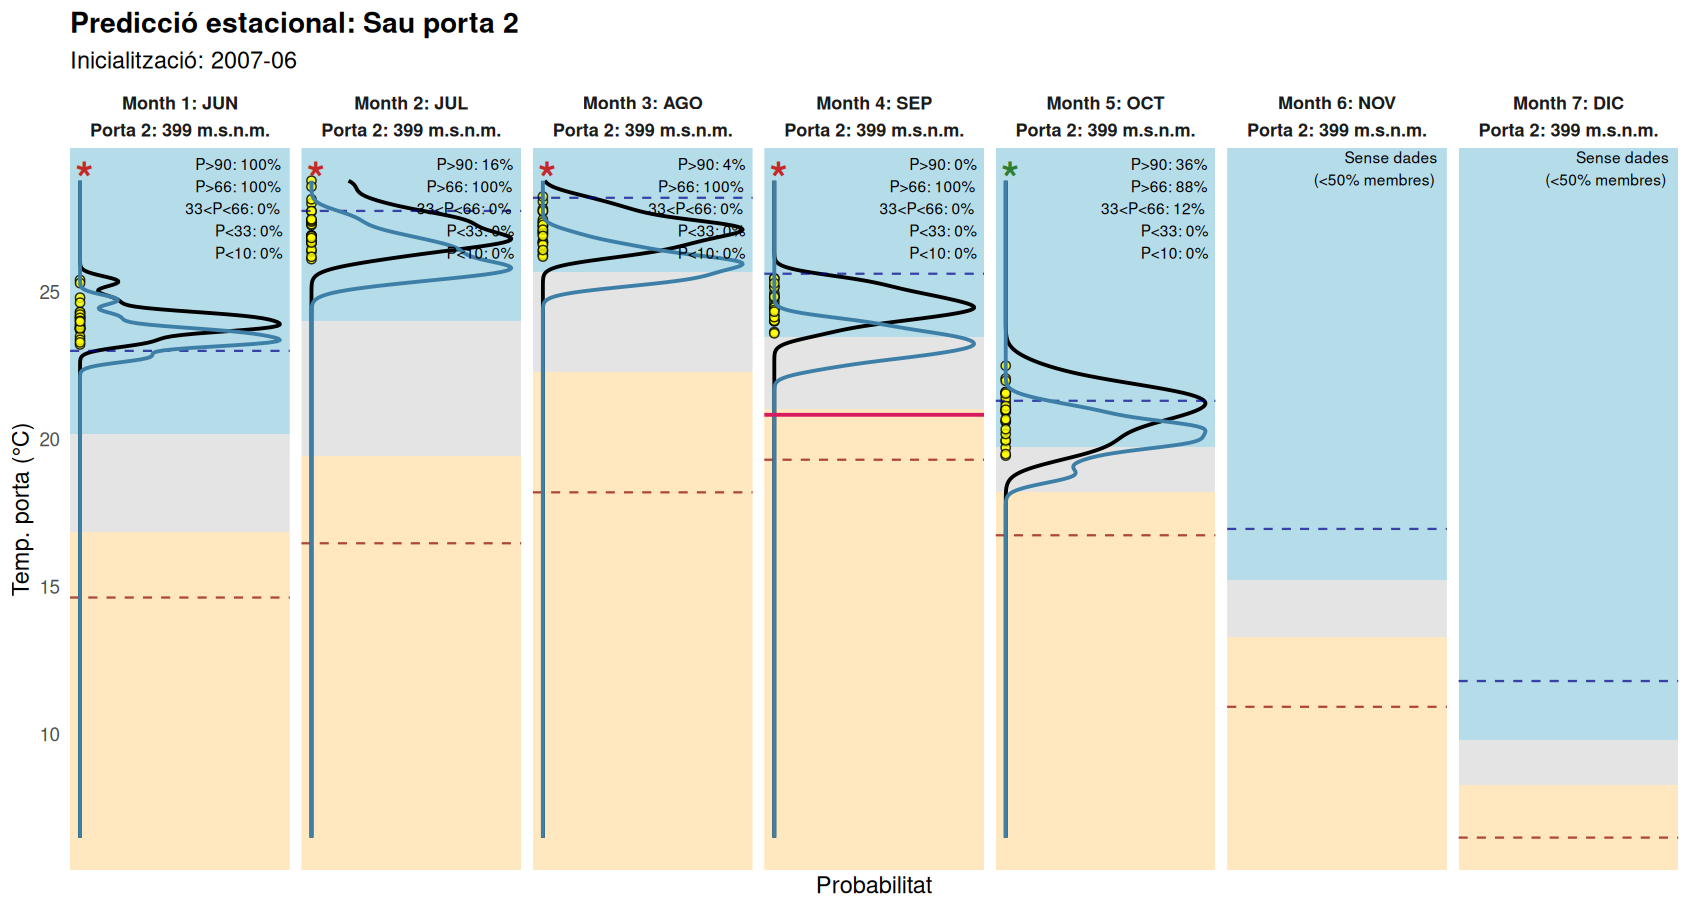 Predicció estacional: Sau porta 2
Inicialització: 2007-06
Month 1: JUN
Porta 2: 399 m.s.n.m.
Month 2: JUL
Porta 2: 399 m.s.n.m.
Month 3: AGO
Porta 2: 399 m.s.n.m.
Month 4: SEP
Porta 2: 399 m.s.n.m.
Month 5: OCT
Porta 2: 399 m.s.n.m.
Month 6: NOV
Porta 2: 399 m.s.n.m.
Month 7: DIC
Porta 2: 399 m.s.n.m.
*
P>90: 100%
P>66: 100%
33<P<66: 0%
P<33: 0%
P<10: 0%
*
P>90: 16%
P>66: 100%
33<P<66: 0%
P<33: 0%
P<10: 0%
*
P>90: 4%
P>66: 100%
33<P<66: 0%
P<33: 0%
P<10: 0%
*
P>90: 0%
P>66: 100%
33<P<66: 0%
P<33: 0%
P<10: 0%
*
P>90: 36%
P>66: 88%
33<P<66: 12%
P<33: 0%
P<10: 0%
Sense dades
(<50% membres)
Sense dades
(<50% membres)
Temp. porta (°C)
25
20
15
10
Probabilitat